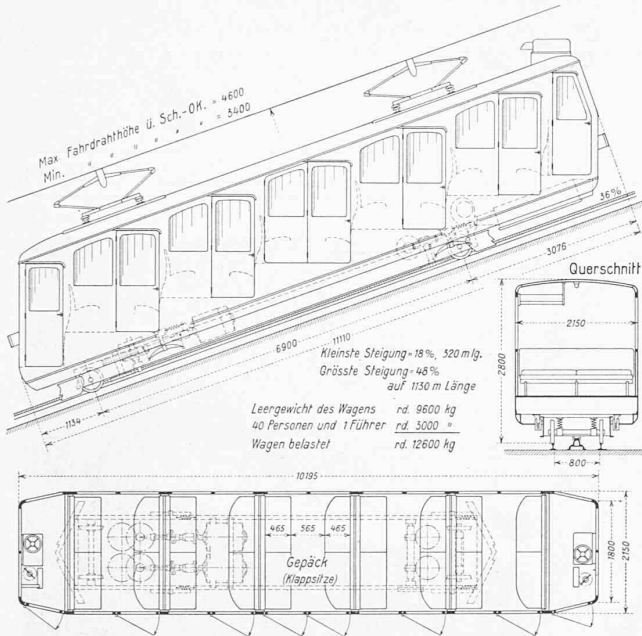 Max. Fahrdrahthöhe ü. Sch.-OK. = 4600
Min. " " " " = 3400
36%
3076
Querschnitt
2150
2800
6900
11110
1134
Kleinste Steigung = 18%, 320 m lg.
Grösste Steigung = 48%
auf 1130 m Länge
Leergewicht des Wagens rd. 9600 kg
40 Personen und 1 Führer rd. 3000 "
Wagen belastet rd. 12600 kg
800
10195
465
565
465
Gepäck
(Klappsitze)
1800
2150